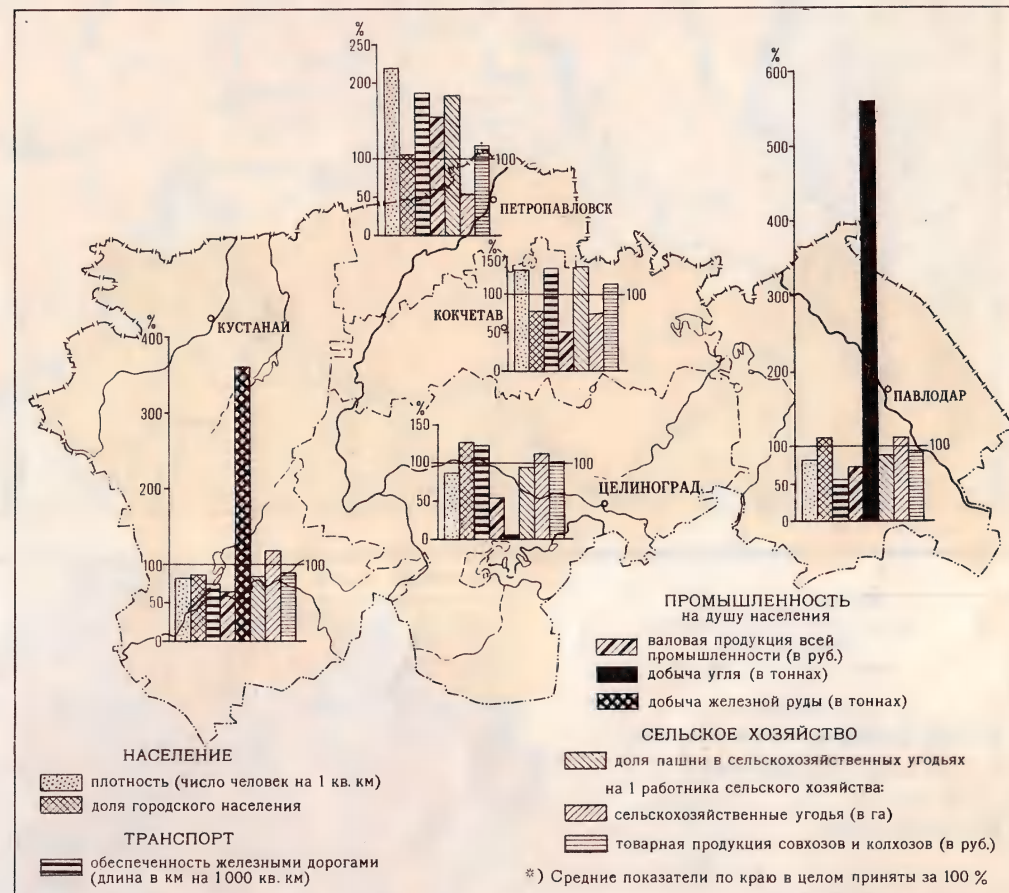 %
250
200
100
50
0
100
ПЕТРОПАВЛОВСК
%
600
500
400
300
200
100
50
0
100
ПАВЛОДАР
%
150
100
50
0
100
КОКЧЕТАВ
КУСТАНАЙ
%
400
300
200
100
50
0
100
%
150
100
50
0
100
ЦЕЛИНОГРАД
НАСЕЛЕНИЕ
плотность (число человек на 1 кв. км)
доля городского населения
ТРАНСПОРТ
обеспеченность железными дорогами
(длина в км на 1000 кв. км)
ПРОМЫШЛЕННОСТЬ
на душу населения
валовая продукция всей
промышленности (в руб.)
добыча угля (в тоннах)
добыча железной руды (в тоннах)
СЕЛЬСКОЕ ХОЗЯЙСТВО
доля пашни в сельскохозяйственных угодьях
на 1 работника сельского хозяйства:
сельскохозяйственные угодья (в га)
товарная продукция совхозов и колхозов (в руб.)
*) Средние показатели по краю в целом приняты за 100 %